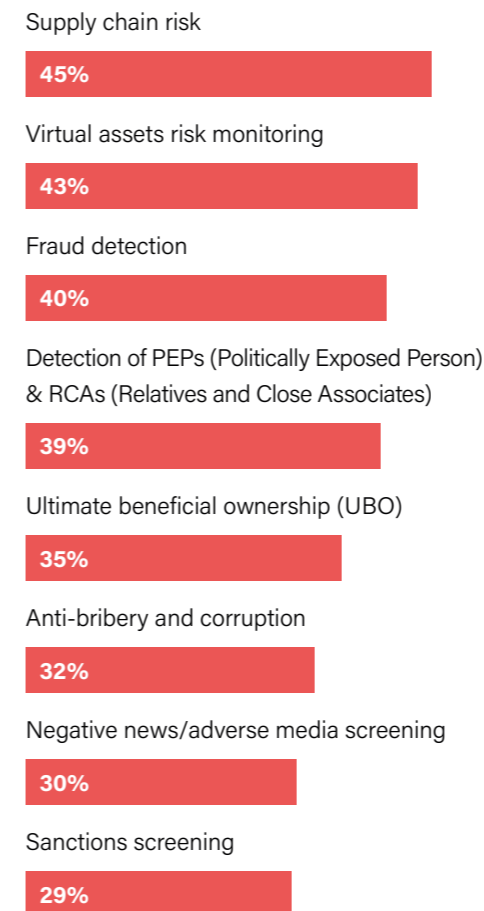 Supply chain risk
45%
Virtual assets risk monitoring
43%
Fraud detection
40%
Detection of PEPs (Politically Exposed Person)
& RCAs (Relatives and Close Associates)
39%
Ultimate beneficial ownership (UBO)
35%
Anti-bribery and corruption
32%
Negative news/adverse media screening
30%
Sanctions screening
29%